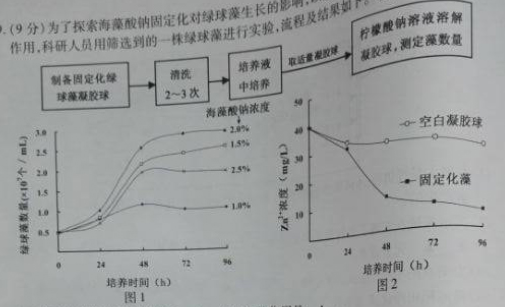 .(9分)为了探索海藻酸钠固定化对绿球藻生长的影响,
作用,科研人员用筛选到的一株绿球藻进行实验,流程及结果如下。
制备固定化绿
球藻凝胶球
清洗
2~3次
培养液
中培养
取适量凝胶球
柠檬酸钠溶液溶解
凝胶球,测定藻数量
海藻酸钠浓度
绿球藻数量(×10⁷个/mL)
3.0
2.5
2.0
1.5
1.0
0.5
2.0%
1.5%
2.5%
1.0%
0 24 48 72 96
培养时间(h)
图1
Zn²⁺浓度(mg/L)
50
40
30
20
10
空白凝胶球
固定化藻
0 24 48 72 96
培养时间(h)
图2